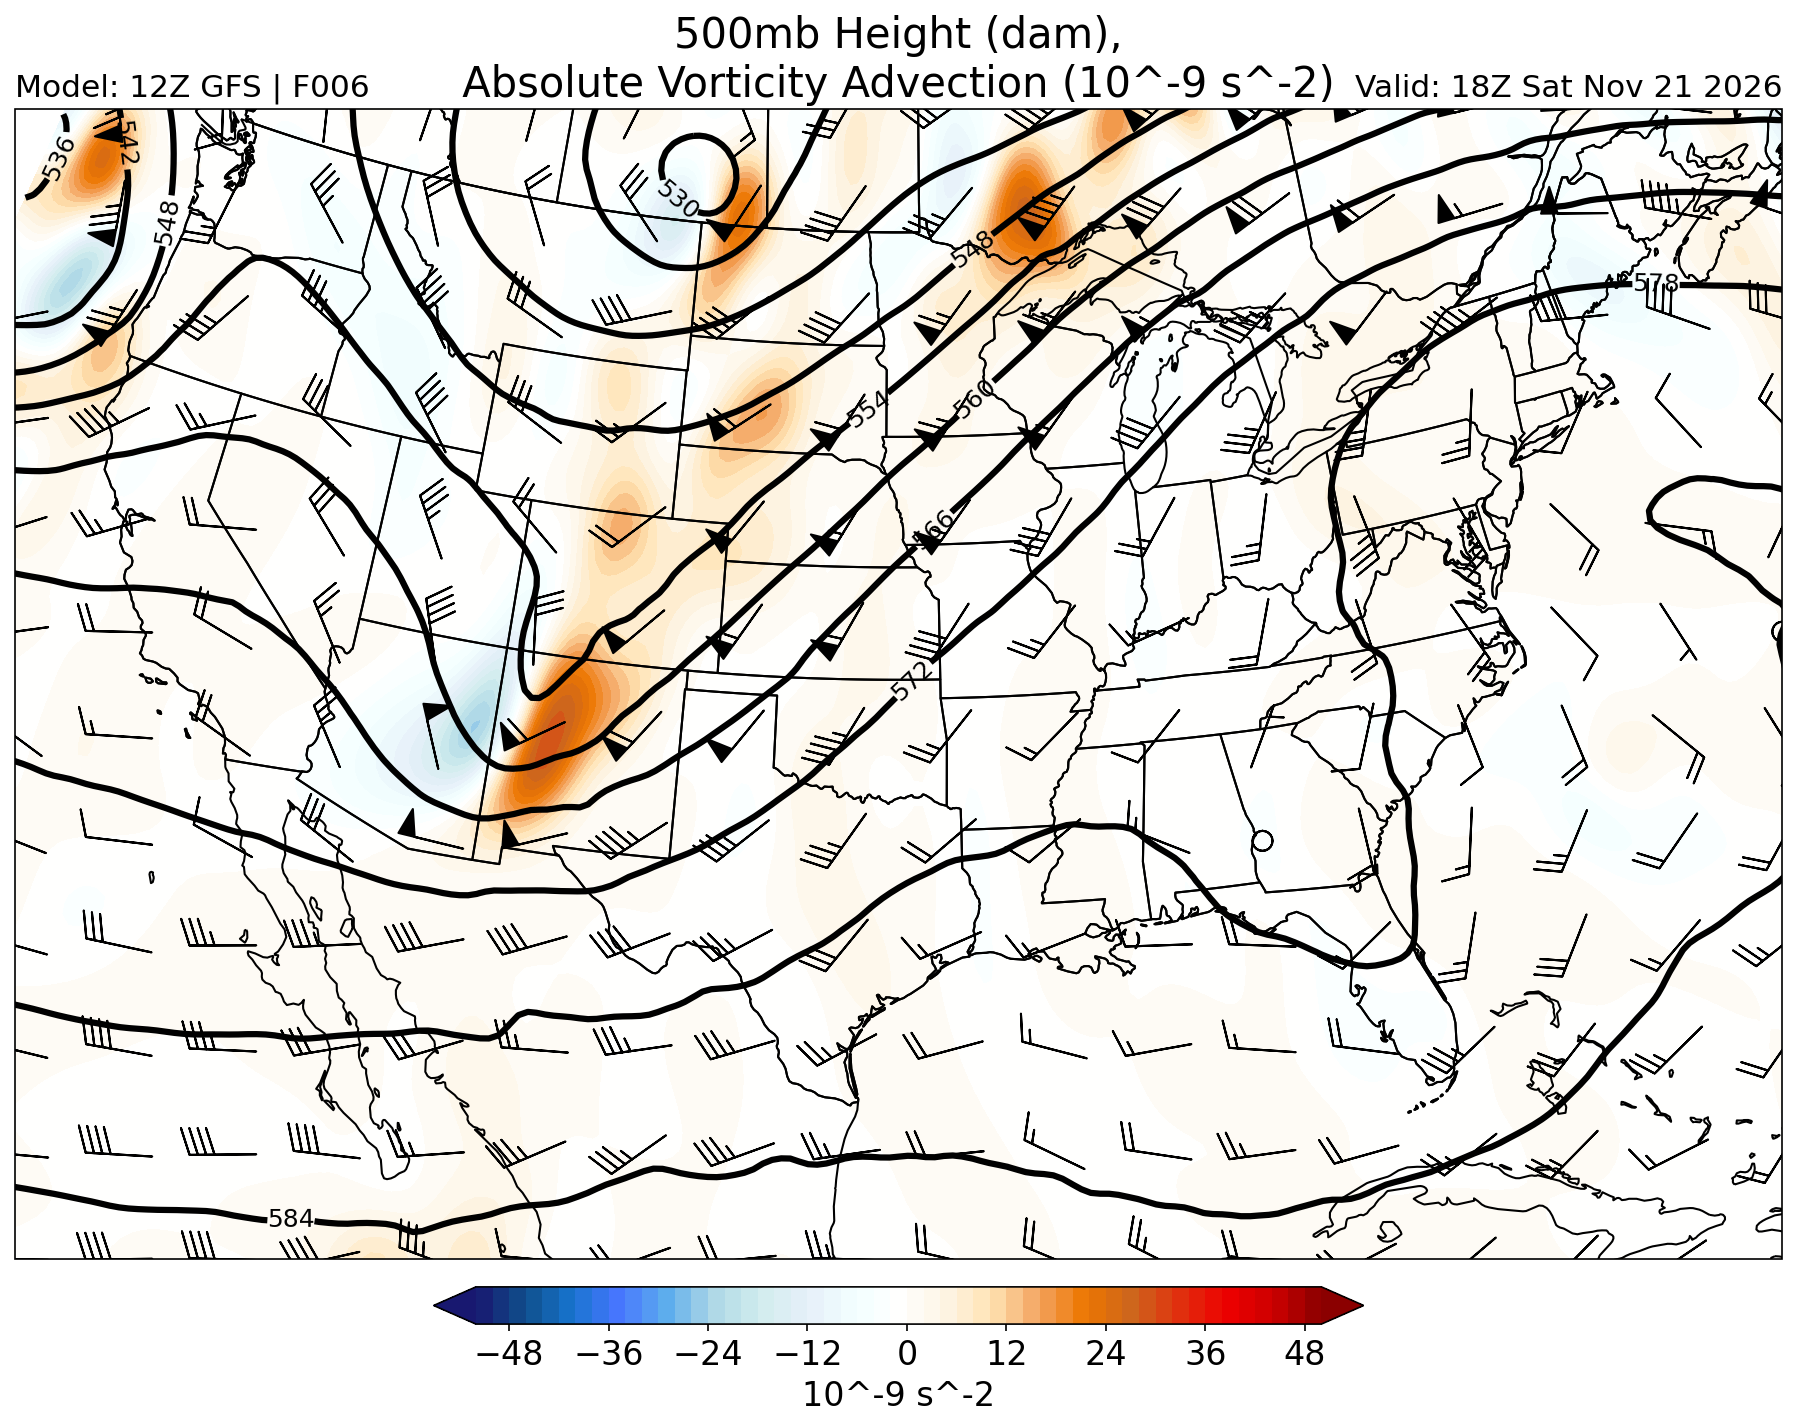 500mb Height (dam),
Model: 12Z GFS | F006
Absolute Vorticity Advection (10^-9 s^-2)
Valid: 18Z Sat Nov 21 2026
536
542
548
530
548
578
554
560
566
572
584
−48 −36 −24 −12 0 12 24 36 48
10^-9 s^-2